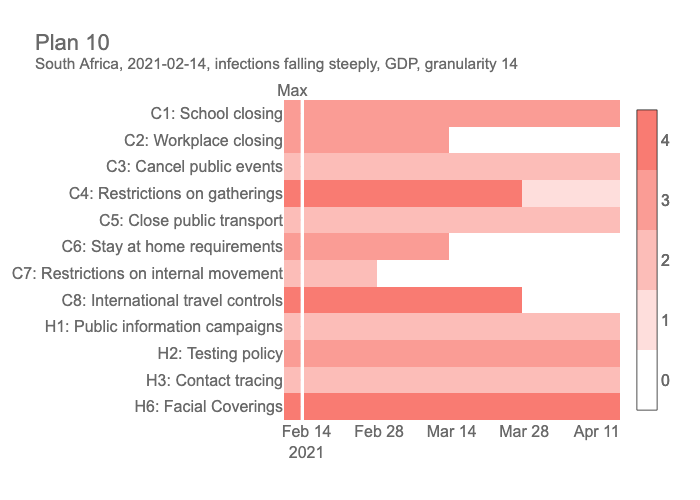 Plan 10
South Africa, 2021-02-14, infections falling steeply, GDP, granularity 14
Max
C1: School closing
C2: Workplace closing
C3: Cancel public events
C4: Restrictions on gatherings
C5: Close public transport
C6: Stay at home requirements
C7: Restrictions on internal movement
C8: International travel controls
H1: Public information campaigns
H2: Testing policy
H3: Contact tracing
H6: Facial Coverings
4
3
2
1
0
Feb 14 Feb 28 Mar 14 Mar 28 Apr 11
2021